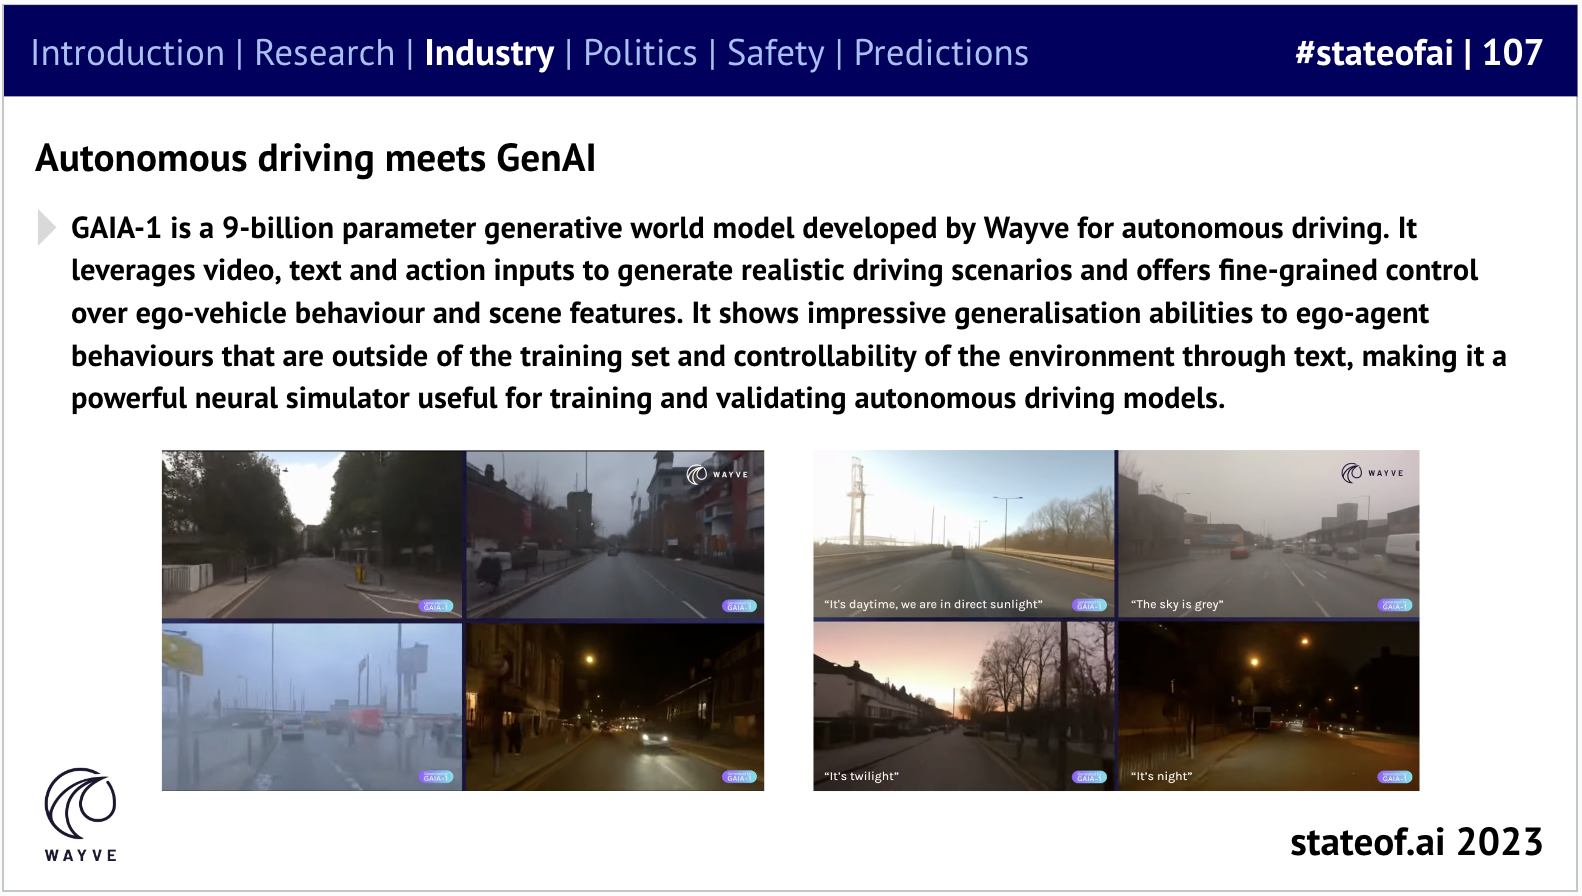 Introduction | Research | Industry | Politics | Safety | Predictions
#stateofai | 107
Autonomous driving meets GenAI
GAIA-1 is a 9-billion parameter generative world model developed by Wayve for autonomous driving. It
leverages video, text and action inputs to generate realistic driving scenarios and offers fine-grained control
over ego-vehicle behaviour and scene features. It shows impressive generalisation abilities to ego-agent
behaviours that are outside of the training set and controllability of the environment through text, making it a
powerful neural simulator useful for training and validating autonomous driving models.
WAYVE
GAIA-1
GAIA-1
GAIA-1
GAIA-1
WAYVE
“It's daytime, we are in direct sunlight”
GAIA-1
“The sky is grey”
GAIA-1
“It's twilight”
GAIA-1
“It's night”
GAIA-1
WAYVE
stateof.ai 2023